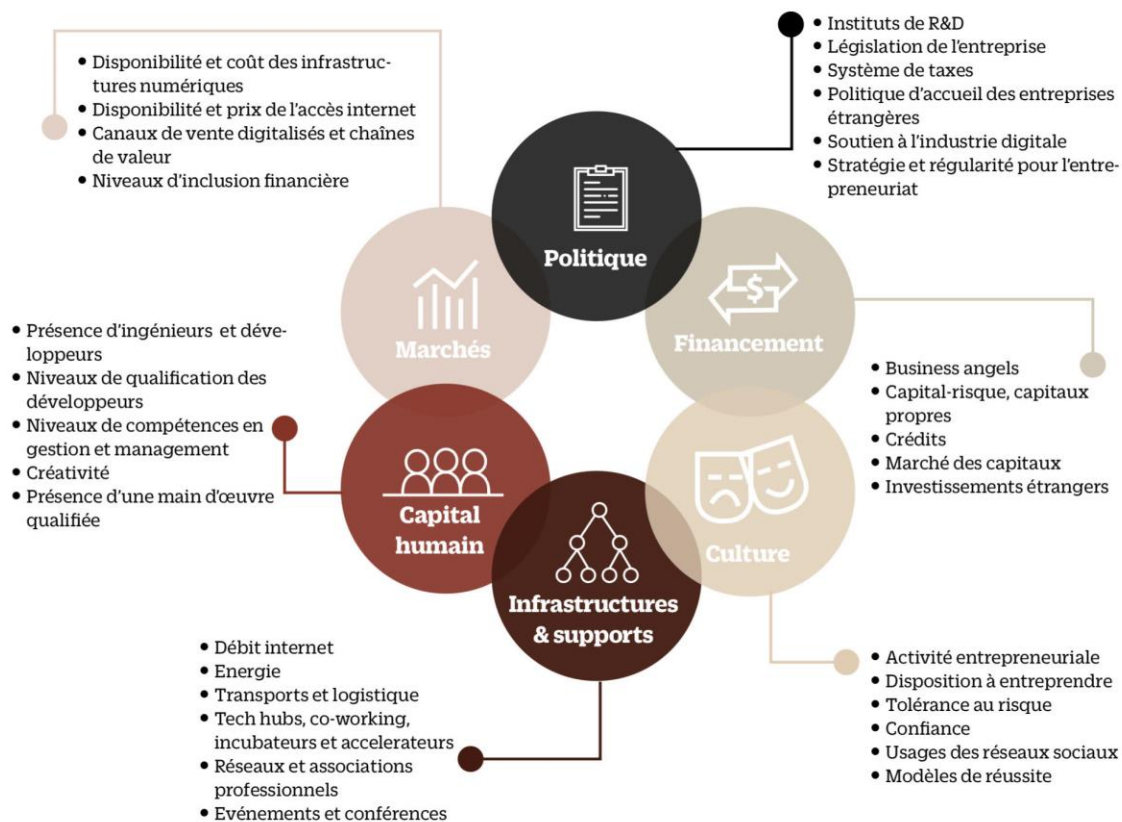 • Instituts de R&D
• Législation de l'entreprise
• Système de taxes
• Politique d'accueil des entreprises
étrangères
• Soutien à l'industrie digitale
• Stratégie et régularité pour l'entre-
preneuriat
• Disponibilité et coût des infrastruc-
tures numériques
• Disponibilité et prix de l'accès internet
• Canaux de vente digitalisés et chaînes
de valeur
• Niveaux d'inclusion financière
Politique
Marchés
$
Financement
• Présence d'ingénieurs et déve-
loppeurs
• Niveaux de qualification des
développeurs
• Niveaux de compétences en
gestion et management
• Créativité
• Présence d'une main d'œuvre
qualifiée
• Business angels
• Capital-risque, capitaux
propres
• Crédits
• Marché des capitaux
• Investissements étrangers
Capital
humain
Culture
Infrastructures
& supports
• Débit internet
• Energie
• Transports et logistique
• Tech hubs, co-working,
incubateurs et accelerateurs
• Réseaux et associations
professionnels
• Evénements et conférences
• Activité entrepreneuriale
• Disposition à entreprendre
• Tolérance au risque
• Confiance
• Usages des réseaux sociaux
• Modèles de réussite